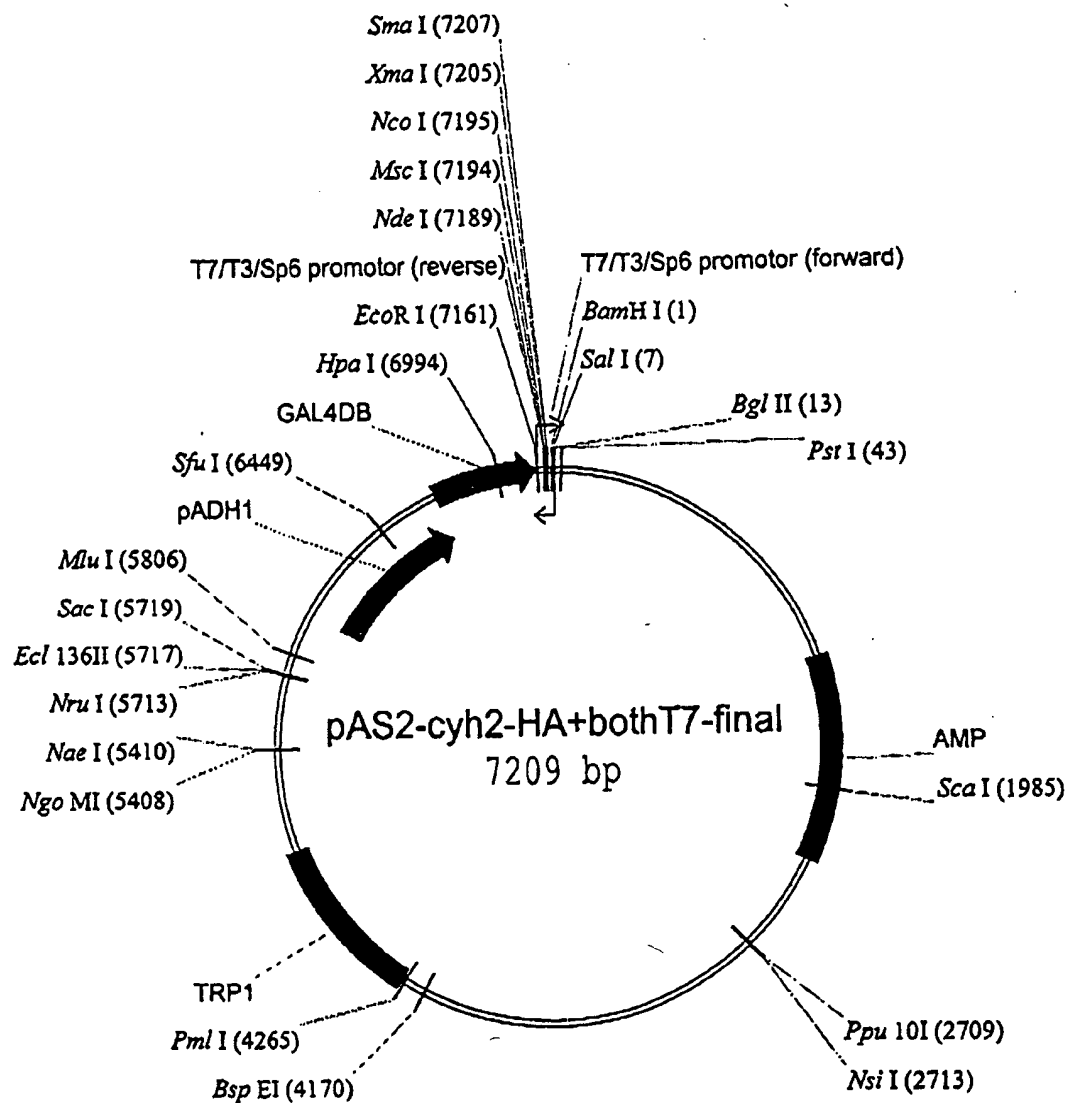 Sma I (7207)
Xma I (7205)
Nco I (7195)
Msc I (7194)
Nde I (7189)
T7/T3/Sp6 promotor (reverse)
T7/T3/Sp6 promotor (forward)
EcoR I (7161)
BamH I (1)
Hpa I (6994)
Sal I (7)
GAL4DB
Bgl II (13)
Sfu I (6449)
Pst I (43)
pADH1
Mlu I (5806)
Sac I (5719)
Ecl 136II (5717)
Nru I (5713)
pAS2-cyh2-HA+bothT7-final
7209 bp
Nae I (5410)
AMP
Ngo MI (5408)
Sca I (1985)
TRP1
Pml I (4265)
Ppu 10I (2709)
Bsp EI (4170)
Nsi I (2713)